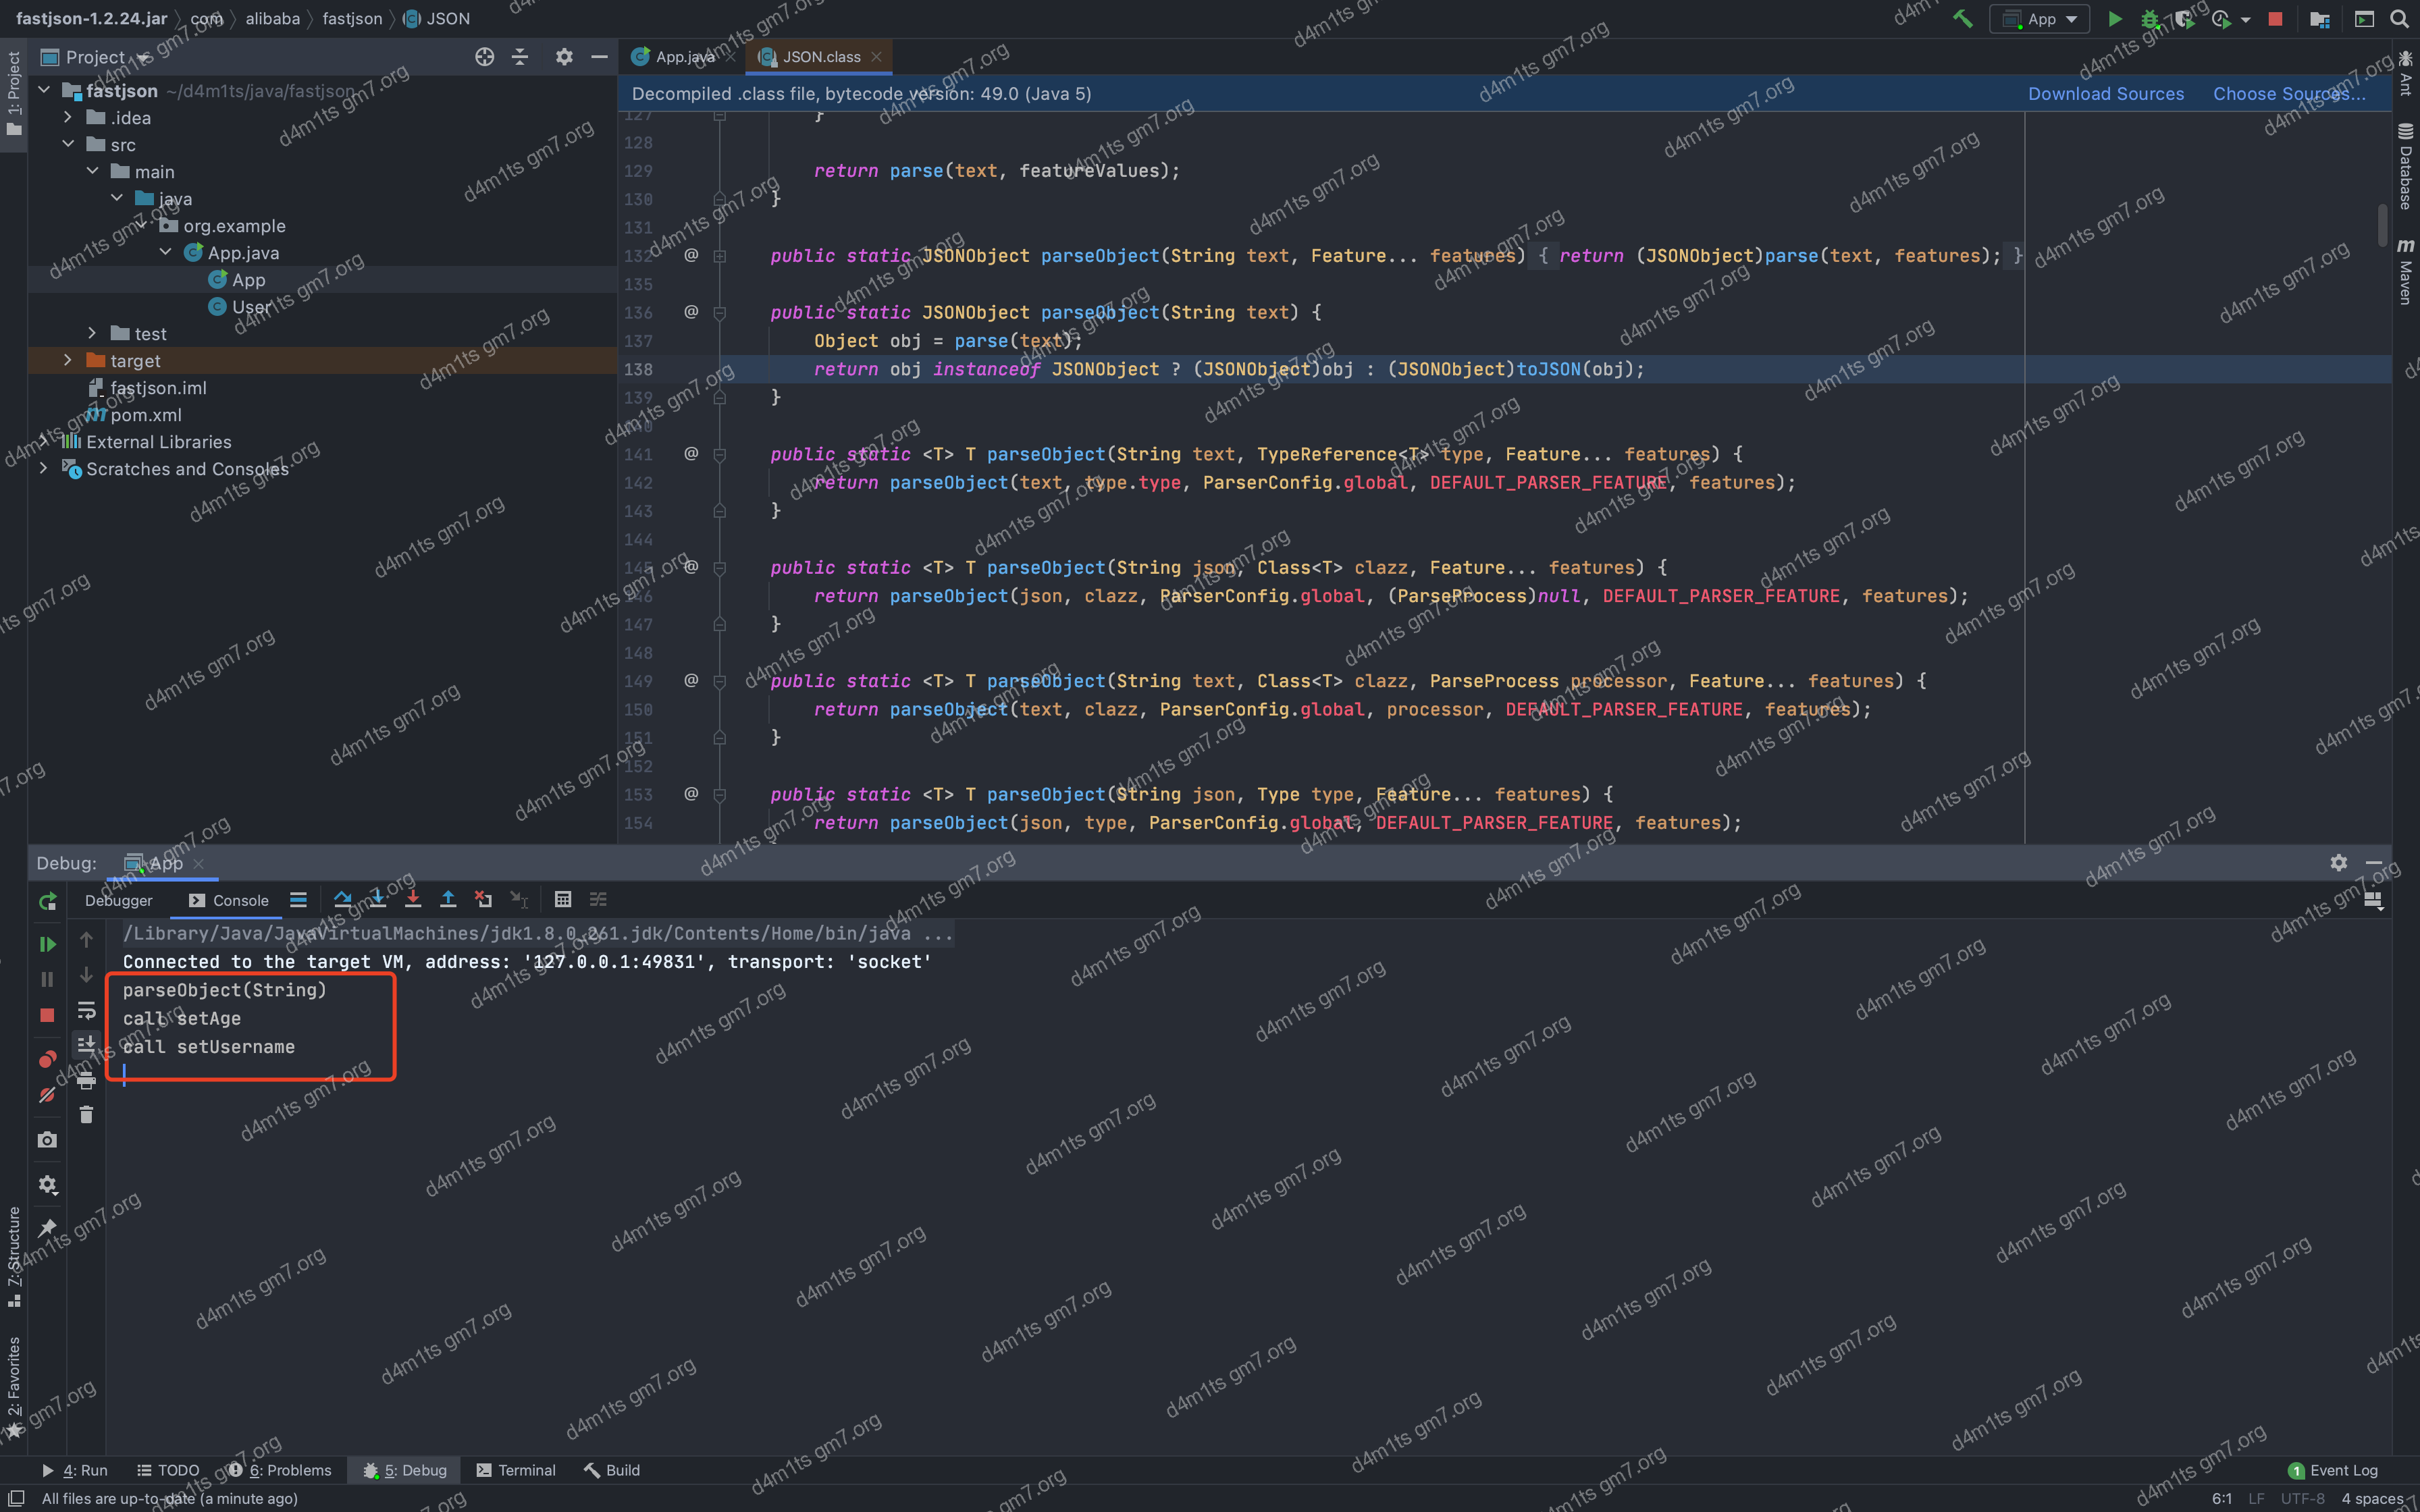 fastjson-1.2.24.jar com alibaba fastjson JSON
App
Project
App.java
JSON.class
1: Project
Ant
Database
Maven
fastjson ~/d4m1ts/java/fastjson
.idea
src
main
java
org.example
App.java
App
User
test
target
fastjson.iml
pom.xml
External Libraries
Scratches and Consoles
Decompiled .class file, bytecode version: 49.0 (Java 5)
Download Sources
Choose Sources...
127 }
128
129 return parse(text, featureValues);
130 }
131
132 @ public static JSONObject parseObject(String text, Feature... features) { return (JSONObject)parse(text, features); }
135
136 @ public static JSONObject parseObject(String text) {
137 Object obj = parse(text);
138 return obj instanceof JSONObject ? (JSONObject)obj : (JSONObject)toJSON(obj);
139 }
140
141 @ public static <T> T parseObject(String text, TypeReference<T> type, Feature... features) {
142 return parseObject(text, type.type, ParserConfig.global, DEFAULT_PARSER_FEATURE, features);
143 }
144
145 @ public static <T> T parseObject(String json, Class<T> clazz, Feature... features) {
146 return parseObject(json, clazz, ParserConfig.global, (ParseProcess)null, DEFAULT_PARSER_FEATURE, features);
147 }
148
149 @ public static <T> T parseObject(String text, Class<T> clazz, ParseProcess processor, Feature... features) {
150 return parseObject(text, clazz, ParserConfig.global, processor, DEFAULT_PARSER_FEATURE, features);
151 }
152
153 @ public static <T> T parseObject(String json, Type type, Feature... features) {
154 return parseObject(json, type, ParserConfig.global, DEFAULT_PARSER_FEATURE, features);
Debug: App
Debugger
Console
/Library/Java/JavaVirtualMachines/jdk1.8.0_261.jdk/Contents/Home/bin/java ...
Connected to the target VM, address: '127.0.0.1:49831', transport: 'socket'
parseObject(String)
call setAge
call setUsername
7: Structure
2: Favorites
4: Run
TODO
6: Problems
5: Debug
Terminal
Build
1 Event Log
All files are up-to-date (a minute ago)
6:1 LF UTF-8 4 spaces
d4m1ts gm7.org